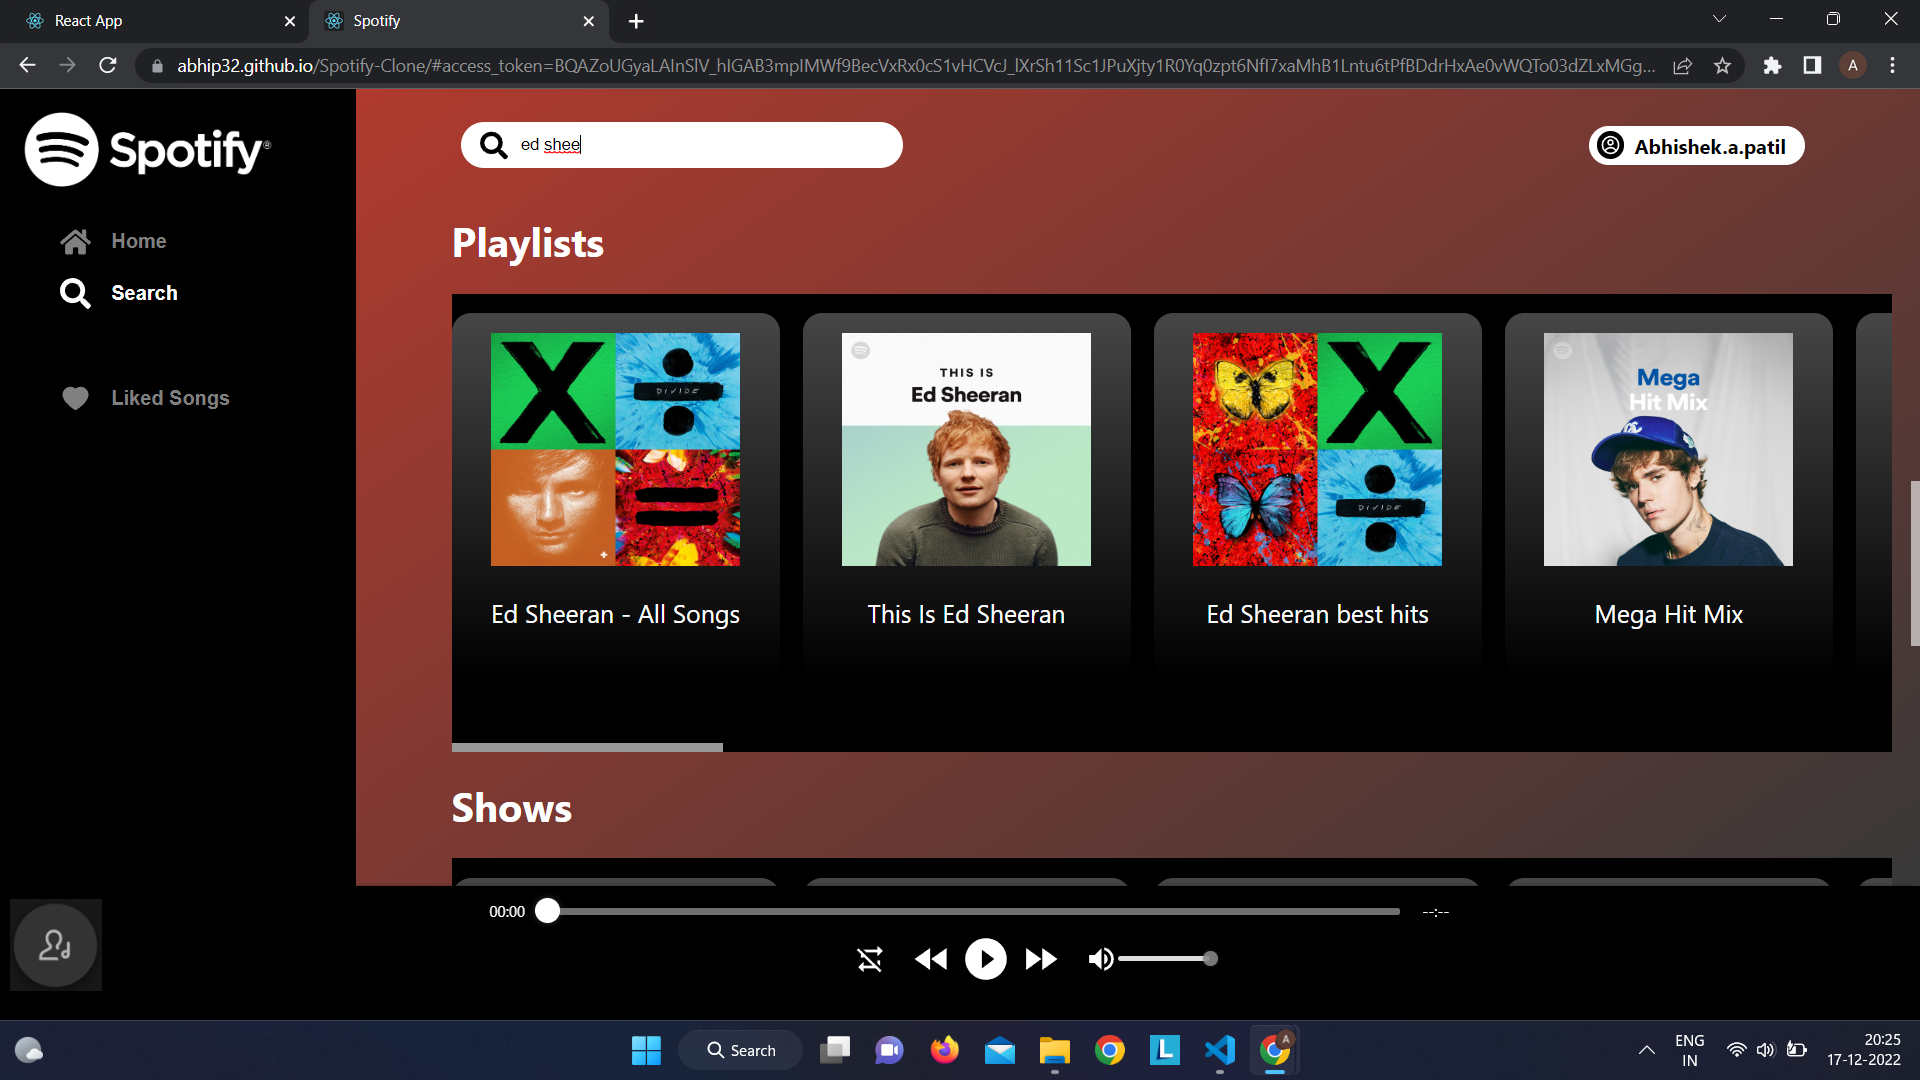 React App
Spotify
abhip32.github.io/Spotify-Clone/#access_token=BQAZoUGyaLAInSlV_hIGAB3mpIMWf9BecVxRx0cS1vHCVcJ_lXrSh11Sc1JPuXjty1R0Yq0zpt6NfI7xaMhB1Lntu6tPfBDdrHxAe0vWQTo03dZLxMGg...
A
Spotify®
ed shee
Abhishek.a.patil
Home
Search
Liked Songs
Playlists
DIVIDE
THIS IS
Ed Sheeran
DIVIDE
Mega
Hit Mix
Ed Sheeran - All Songs
This Is Ed Sheeran
Ed Sheeran best hits
Mega Hit Mix
Shows
00:00
--:--
Search
L
A
ENG
IN
20:25
17-12-2022